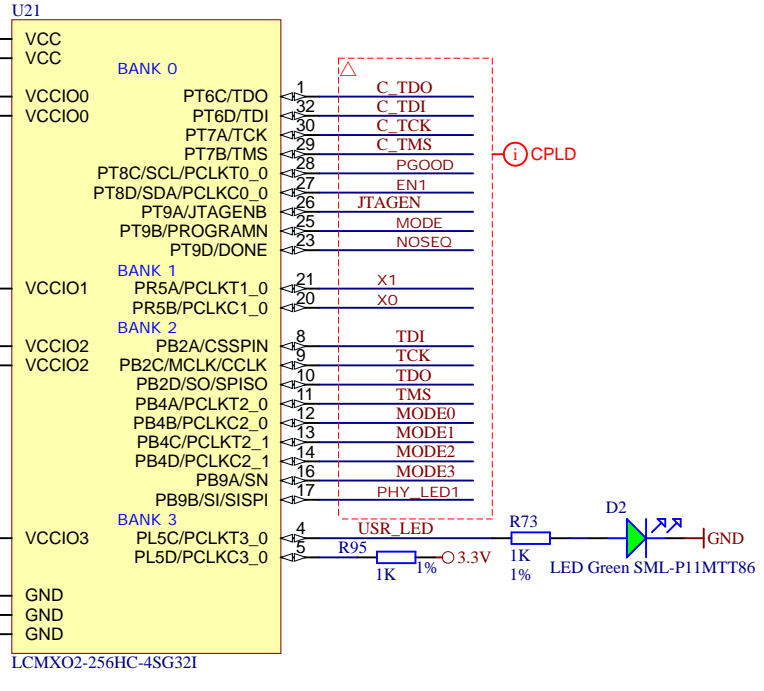 U21
VCC
VCC
BANK 0
VCCIO0 PT6C/TDO 1 C_TDO
VCCIO0 PT6D/TDI 32 C_TDI
PT7A/TCK 30 C_TCK
PT7B/TMS 29 C_TMS
i CPLD
PT8C/SCL/PCLKT0_0 28 PGOOD
PT8D/SDA/PCLKC0_0 27 EN1
PT9A/JTAGENB 26 JTAGEN
PT9B/PROGRAMN 25 MODE
PT9D/DONE 23 NOSEQ
BANK 1
VCCIO1 PR5A/PCLKT1_0 21 X1
PR5B/PCLKC1_0 20 X0
BANK 2
VCCIO2 PB2A/CSSPIN 8 TDI
VCCIO2 PB2C/MCLK/CCLK 9 TCK
PB2D/SO/SPISO 10 TDO
PB4A/PCLKT2_0 11 TMS
PB4B/PCLKC2_0 12 MODE0
PB4C/PCLKT2_1 13 MODE1
PB4D/PCLKC2_1 14 MODE2
PB9A/SN 16 MODE3
PB9B/SI/SISPI 17 PHY_LED1
BANK 3
VCCIO3 PL5C/PCLKT3_0 4 USR_LED R73 D2 GND
1K
1%
LED Green SML-P11MTT86
PL5D/PCLKC3_0 5 R95 3.3V
1K 1%
GND
GND
GND
LCMXO2-256HC-4SG32I